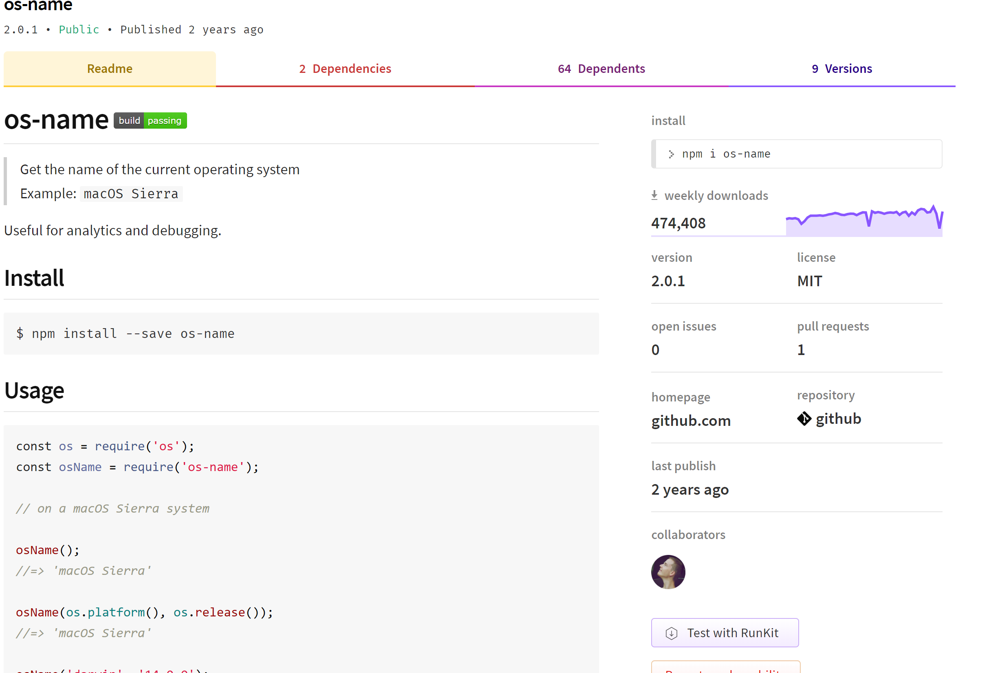 os-name
2.0.1 • Public • Published 2 years ago
Readme
2 Dependencies
64 Dependents
9 Versions
os-name build passing
Get the name of the current operating system
Example: macOS Sierra
Useful for analytics and debugging.
Install
$ npm install --save os-name
Usage
const os = require('os');
const osName = require('os-name');
// on a macOS Sierra system
osName();
//=> 'macOS Sierra'
osName(os.platform(), os.release());
//=> 'macOS Sierra'
osName('darwin', '14.0.0');
install
npm i os-name
weekly downloads
474,408
version
2.0.1
license
MIT
open issues
0
pull requests
1
homepage
github.com
repository
github
last publish
2 years ago
collaborators
Test with RunKit